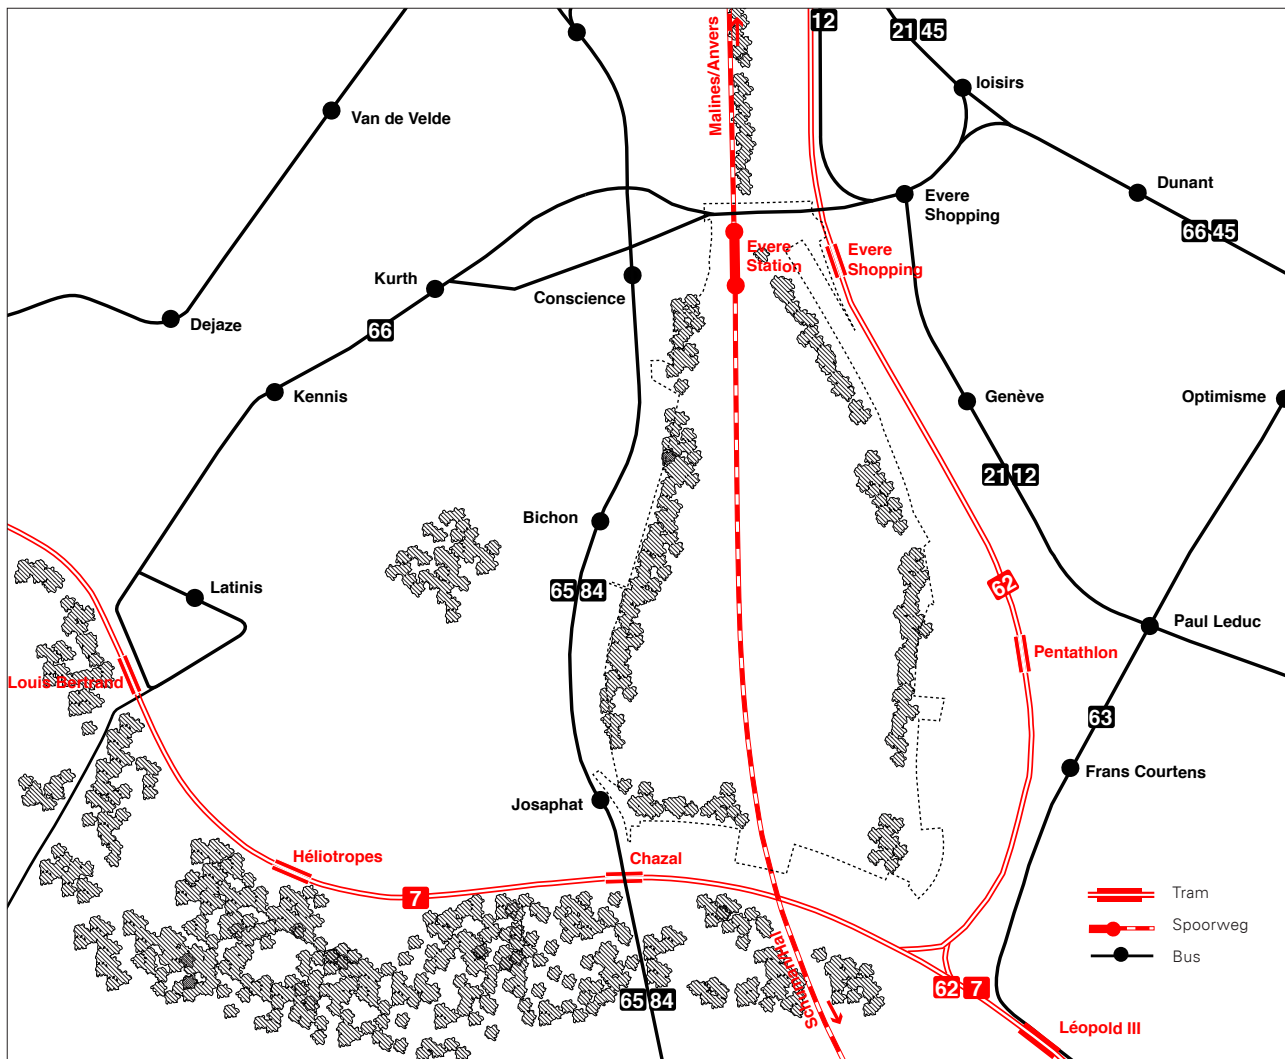 12
21 45
Malines/Anvers
loisirs
Van de Velde
Dunant
Evere
Shopping
66 45
Evere
Station
Evere
Shopping
Kurth
Conscience
Dejaze
66
Kennis
Genève
Optimisme
21 12
Bichon
65 84
Latinis
62
Paul Leduc
Pentathlon
Louis Bertrand
63
Frans Courtens
Josaphat
Héliotropes
Chazal
7
Tram
Spoorweg
Bus
Schuman/Hal
62 7
65 84
Léopold III